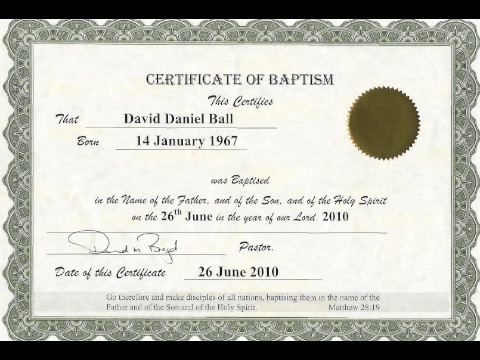 CERTIFICATE OF BAPTISM
This Certifies
That David Daniel Ball
Born 14 January 1967
was Baptised
in the Name of the Father, and of the Son, and of the Holy Spirit
on the 26th June in the year of our Lord 2010
Pastor.
Date of this Certificate 26 June 2010
Go therefore and make disciples of all nations, baptising them in the name of the
Father and of the Son and of the Holy Spirit. Matthew 28:19